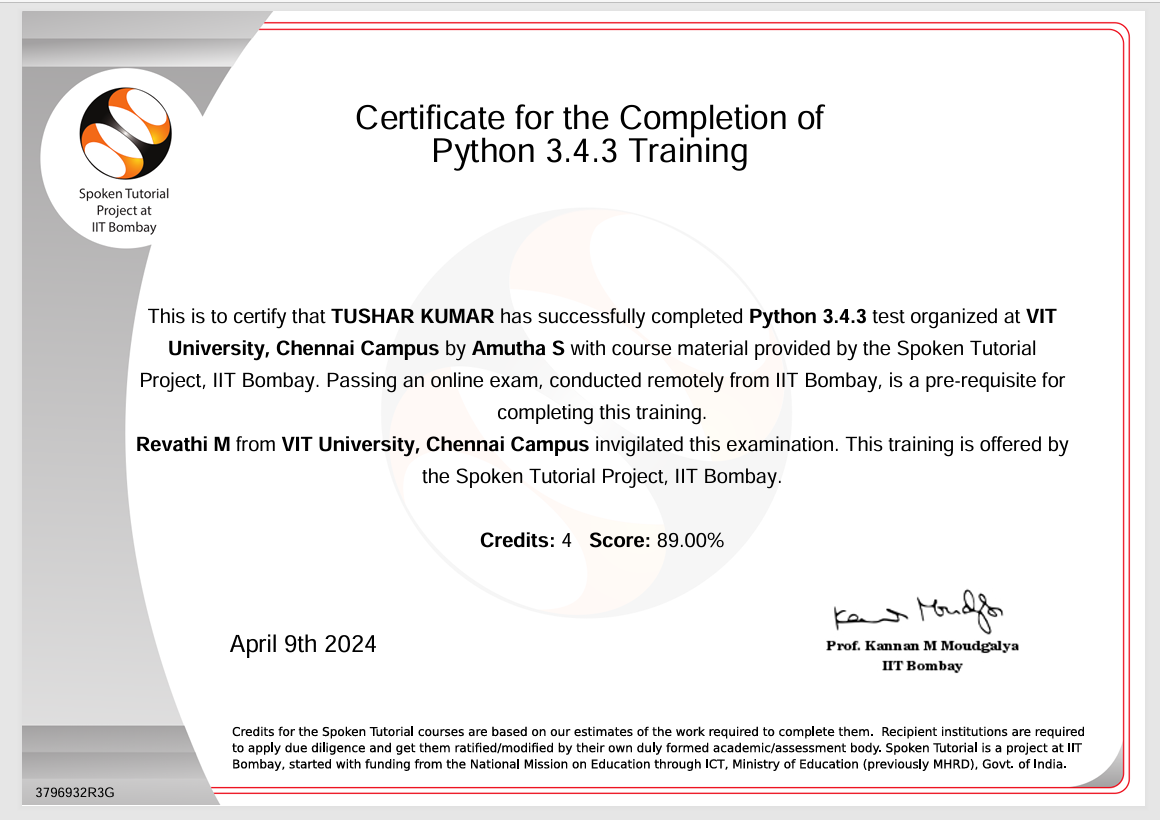 Spoken Tutorial
Project at
IIT Bombay
Certificate for the Completion of
Python 3.4.3 Training
This is to certify that TUSHAR KUMAR has successfully completed Python 3.4.3 test organized at VIT
University, Chennai Campus by Amutha S with course material provided by the Spoken Tutorial
Project, IIT Bombay. Passing an online exam, conducted remotely from IIT Bombay, is a pre-requisite for
completing this training.
Revathi M from VIT University, Chennai Campus invigilated this examination. This training is offered by
the Spoken Tutorial Project, IIT Bombay.
Credits: 4 Score: 89.00%
April 9th 2024
Prof. Kannan M Moudgalya
IIT Bombay
Credits for the Spoken Tutorial courses are based on our estimates of the work required to complete them. Recipient institutions are required
to apply due diligence and get them ratified/modified by their own duly formed academic/assessment body. Spoken Tutorial is a project at IIT
Bombay, started with funding from the National Mission on Education through ICT, Ministry of Education (previously MHRD), Govt. of India.
3796932R3G